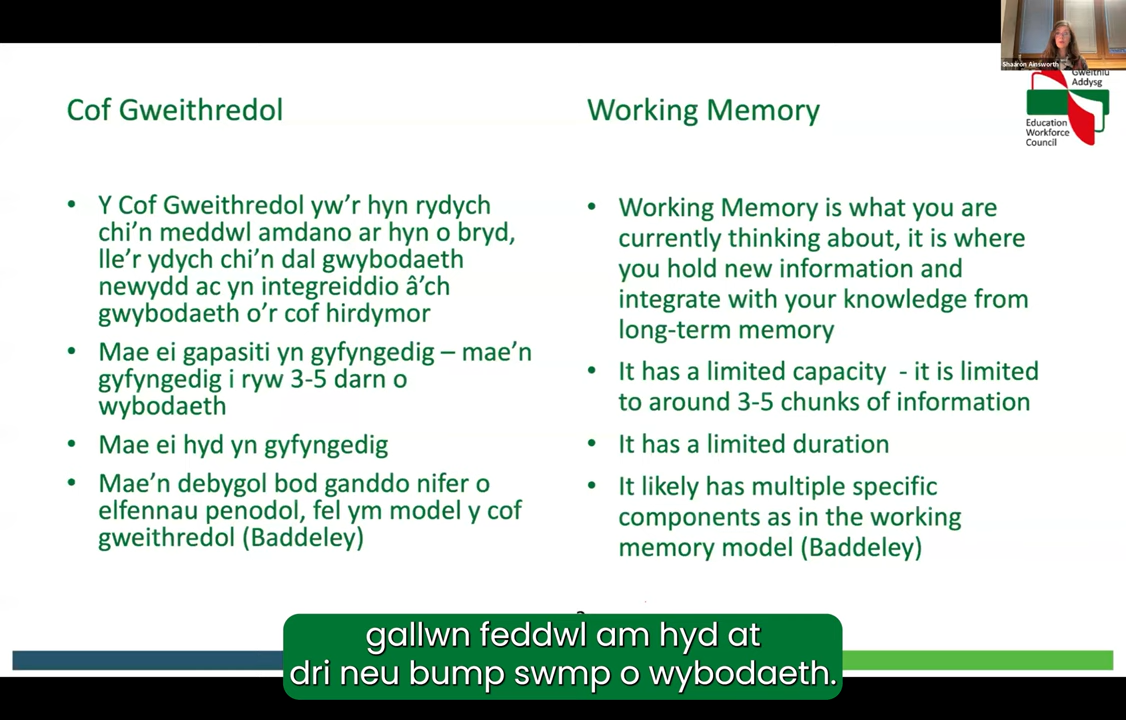 Shaaron Ainsworth
Gweithlu
Addysg
Education
Workforce
Council
Cof Gweithredol
• Y Cof Gweithredol yw’r hyn rydych
chi’n meddwl amdano ar hyn o bryd,
lle’r ydych chi’n dal gwybodaeth
newydd ac yn integreiddio â’ch
gwybodaeth o’r cof hirdymor
• Mae ei gapasiti yn gyfyngedig – mae’n
gyfyngedig i ryw 3-5 darn o
wybodaeth
• Mae ei hyd yn gyfyngedig
• Mae’n debygol bod ganddo nifer o
elfennau penodol, fel ym model y cof
gweithredol (Baddeley)
Working Memory
• Working Memory is what you are
currently thinking about, it is where
you hold new information and
integrate with your knowledge from
long-term memory
• It has a limited capacity - it is limited
to around 3-5 chunks of information
• It has a limited duration
• It likely has multiple specific
components as in the working
memory model (Baddeley)
gallwn feddwl am hyd at
dri neu bump swmp o wybodaeth.